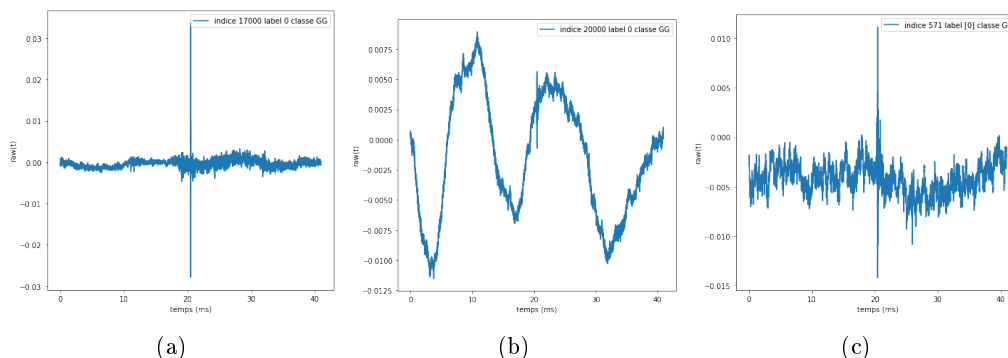 indice 17000 label 0 classe GG
0.03
0.02
0.01
0.00
−0.01
−0.02
−0.03
raw(t)
0 10 20 30 40
temps (ms)
(a)
indice 20000 label 0 classe GG
0.0075
0.0050
0.0025
0.0000
−0.0025
−0.0050
−0.0075
−0.0100
−0.0125
raw(t)
0 10 20 30 40
temps (ms)
(b)
indice 571 label [0] classe GG
0.010
0.005
0.000
−0.005
−0.010
−0.015
raw(t)
0 10 20 30 40
temps (ms)
(c)